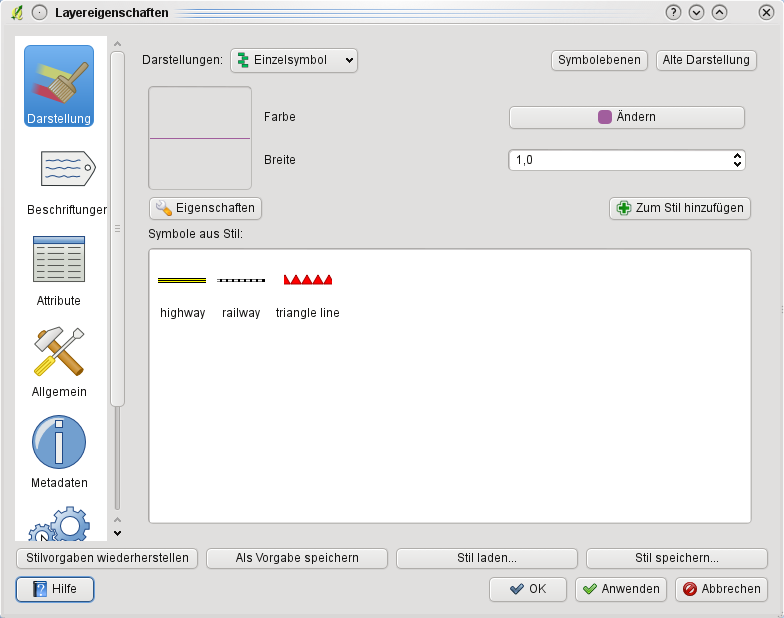 Layereigenschaften
Darstellung
Beschriftunger
Attribute
Allgemein
Metadaten
Darstellungen: Einzelsymbol Symbolebenen Alte Darstellung
Farbe Ändern
Breite 1,0
Eigenschaften Zum Stil hinzufügen
Symbole aus Stil:
highway railway triangle line
Stilvorgaben wiederherstellen Als Vorgabe speichern Stil laden... Stil speichern...
Hilfe OK Anwenden Abbrechen